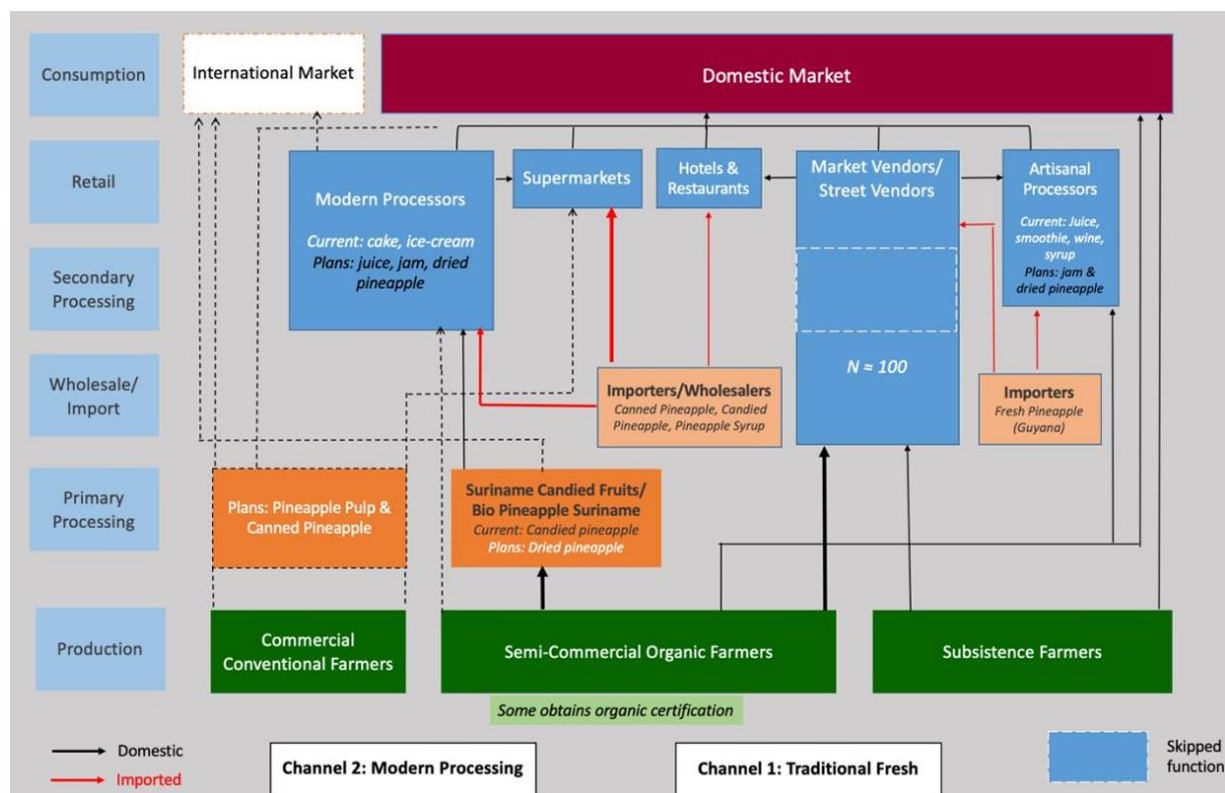 Consumption
International Market
Domestic Market
Retail
Modern Processors
Current: cake, ice-cream
Plans: juice, jam, dried
pineapple
Supermarkets
Hotels &
Restaurants
Market Vendors/
Street Vendors
N ≈ 100
Artisanal
Processors
Current: Juice,
smoothie, wine,
syrup
Plans: jam &
dried pineapple
Secondary
Processing
Wholesale/
Import
Importers/Wholesalers
Canned Pineapple, Candied
Pineapple, Pineapple Syrup
Importers
Fresh Pineapple
(Guyana)
Primary
Processing
Plans: Pineapple Pulp &
Canned Pineapple
Suriname Candied Fruits/
Bio Pineapple Suriname
Current: Candied pineapple
Plans: Dried pineapple
Production
Commercial
Conventional Farmers
Semi-Commercial Organic Farmers
Subsistence Farmers
Some obtains organic certification
Domestic
Imported
Channel 2: Modern Processing
Channel 1: Traditional Fresh
Skipped
function